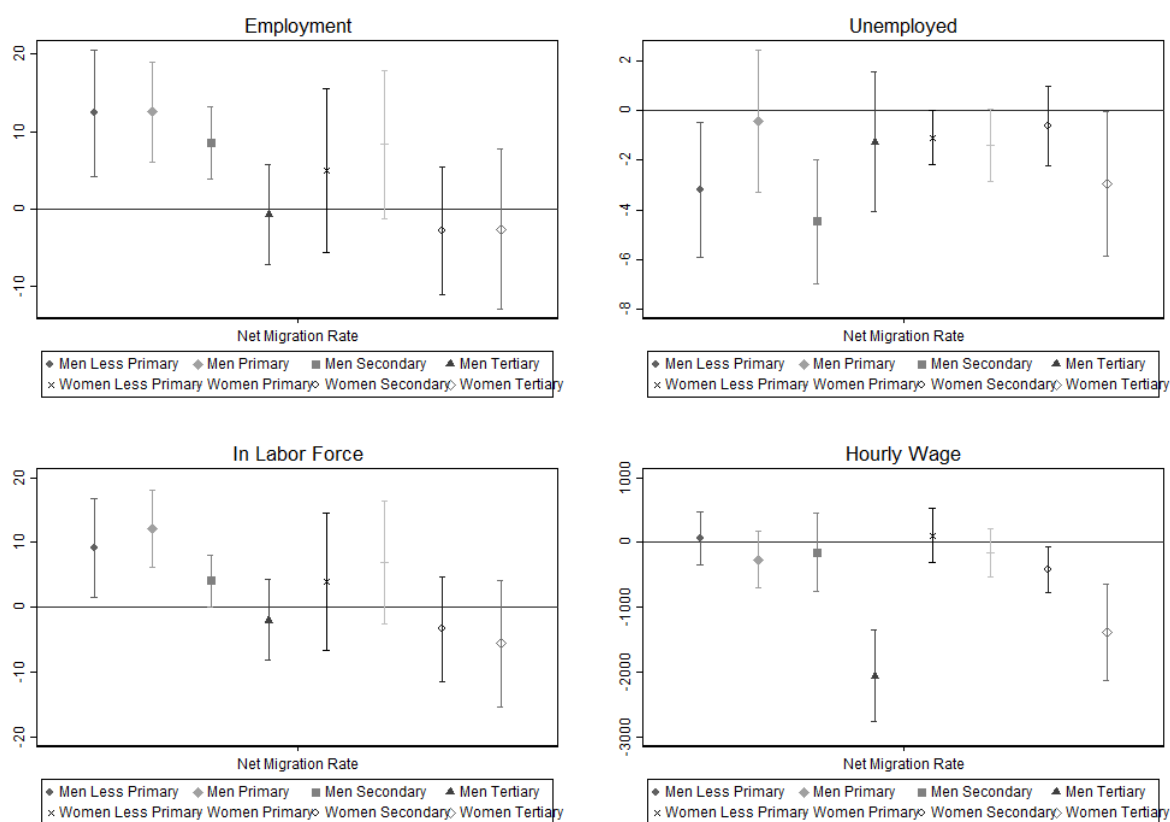 Employment
20
10
0
-10
Net Migration Rate
Men Less Primary Men Primary Men Secondary Men Tertiary
Women Less Primary Women Primary Women Secondary Women Tertiary
Unemployed
2
0
-2
-4
-6
-8
Net Migration Rate
Men Less Primary Men Primary Men Secondary Men Tertiary
Women Less Primary Women Primary Women Secondary Women Tertiary
In Labor Force
20
10
0
-10
-20
Net Migration Rate
Men Less Primary Men Primary Men Secondary Men Tertiary
Women Less Primary Women Primary Women Secondary Women Tertiary
Hourly Wage
1000
0
-1000
-2000
-3000
Net Migration Rate
Men Less Primary Men Primary Men Secondary Men Tertiary
Women Less Primary Women Primary Women Secondary Women Tertiary